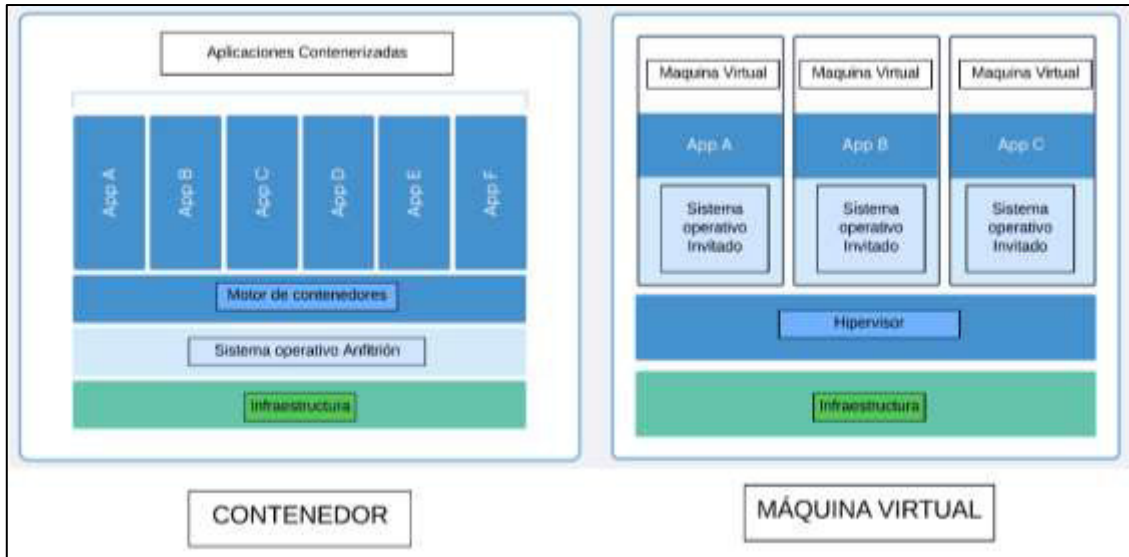 Aplicaciones Contenerizadas
App A
App B
App C
App D
App E
App F
Motor de contenedores
Sistema operativo Anfitrión
Infraestructura
CONTENEDOR
Maquina Virtual
Maquina Virtual
Maquina Virtual
App A
App B
App C
Sistema
operativo
Invitado
Sistema
operativo
Invitado
Sistema
operativo
Invitado
Hipervisor
Infraestructura
MÁQUINA VIRTUAL